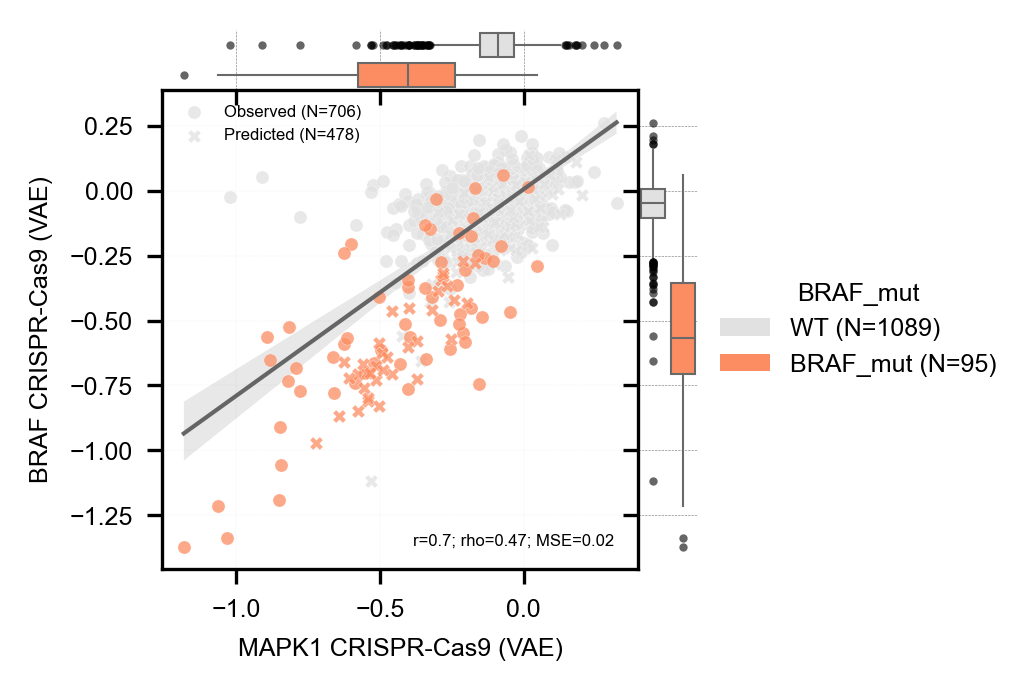 Observed (N=706)
Predicted (N=478)
0.25
0.00
−0.25
−0.50
−0.75
−1.00
−1.25
BRAF CRISPR-Cas9 (VAE)
r=0.7; rho=0.47; MSE=0.02
−1.0
−0.5
0.0
MAPK1 CRISPR-Cas9 (VAE)
BRAF_mut
WT (N=1089)
BRAF_mut (N=95)